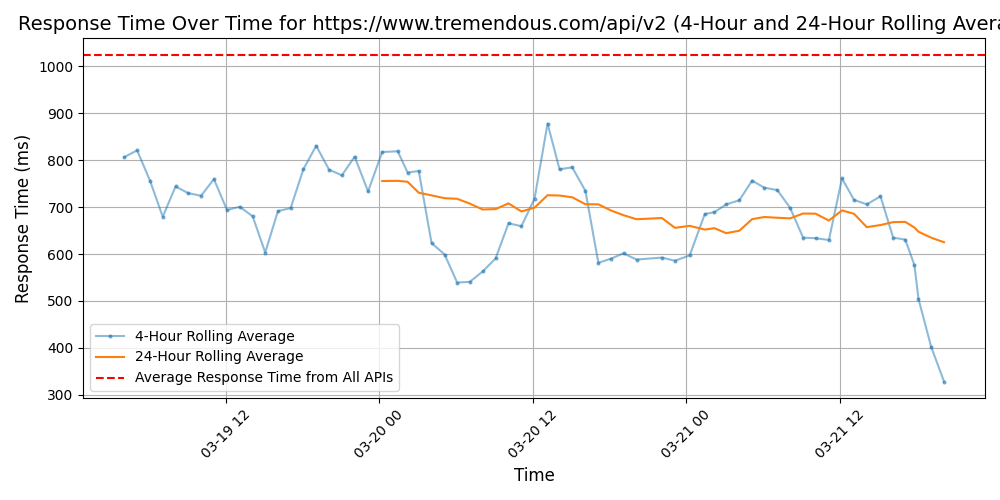 Response Time Over Time for https://www.tremendous.com/api/v2 (4-Hour and 24-Hour Rolling Avera
1000
900
800
700
600
500
400
300
Response Time (ms)
4-Hour Rolling Average
24-Hour Rolling Average
Average Response Time from All APIs
03-19 12
03-20 00
03-20 12
03-21 00
03-21 12
Time